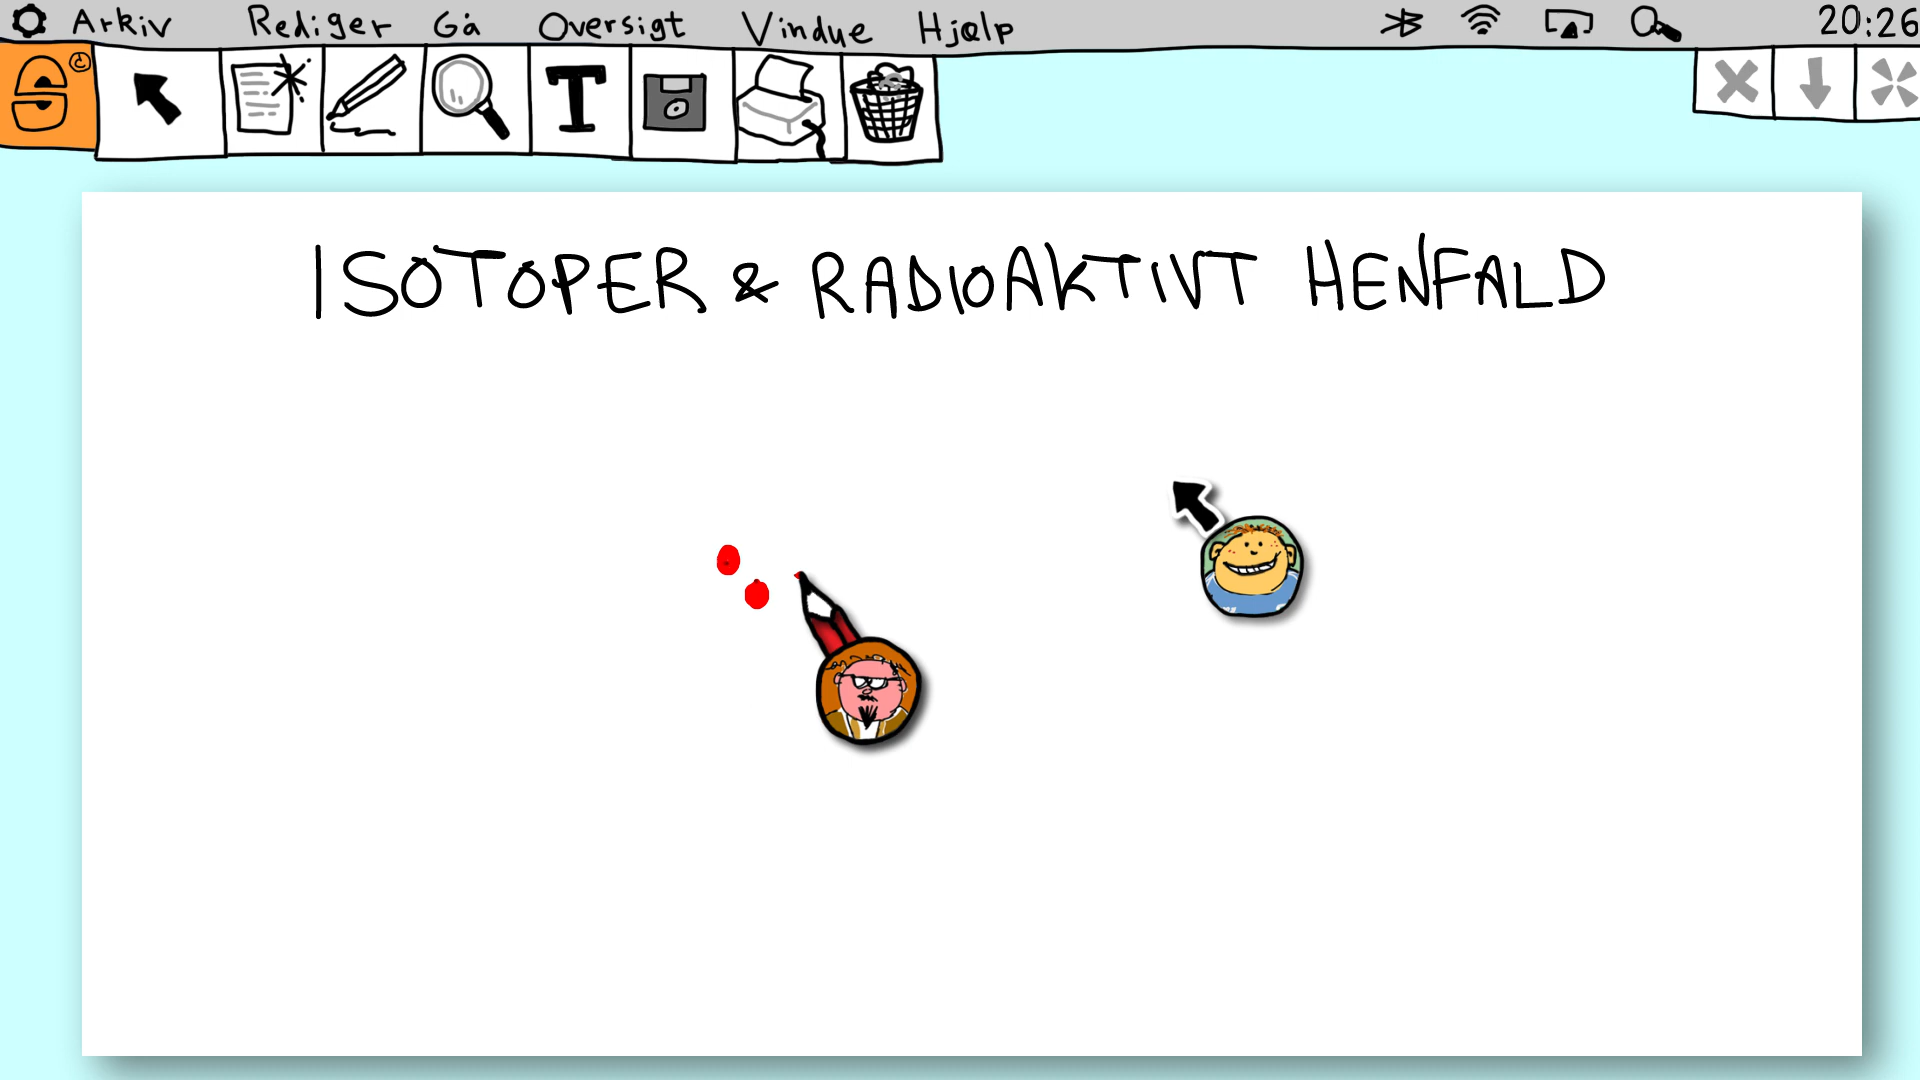 Arkiv Rediger Gå Oversigt Vindue Hjælp 20:26
T
ISOTOPER & RADIOAKTIVT HENFALD